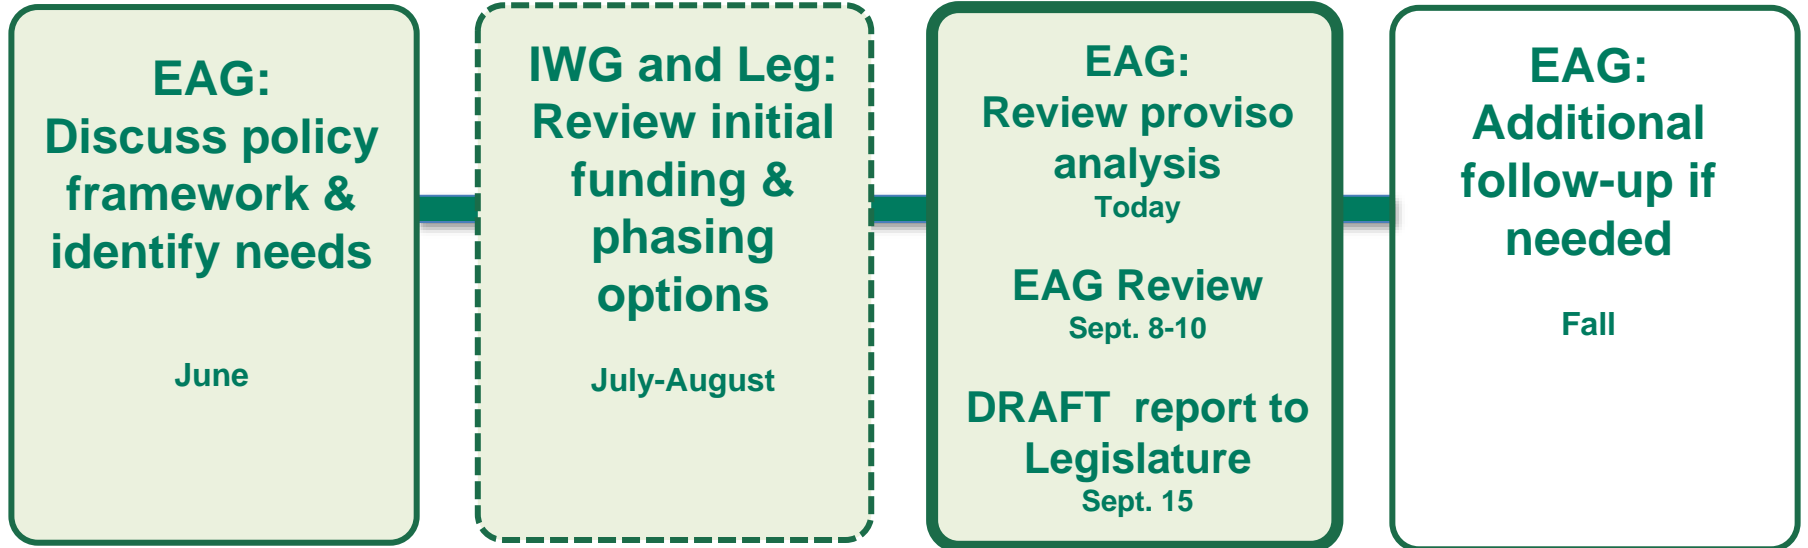 EAG:
Discuss policy
framework &
identify needs
June
IWG and Leg:
Review initial
funding &
phasing
options
July-August
EAG:
Review proviso
analysis
Today
EAG Review
Sept. 8-10
DRAFT  report to
Legislature
Sept. 15
EAG:
Additional
follow-up if
needed
Fall